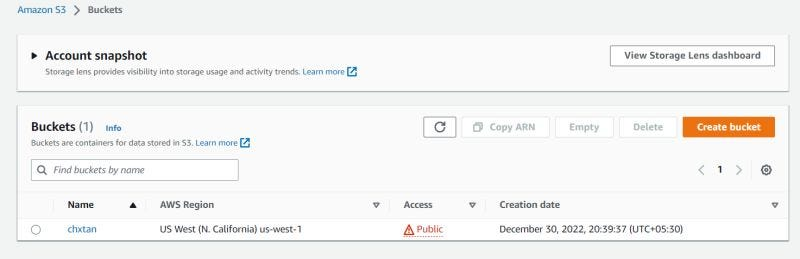 Amazon S3 > Buckets
Account snapshot
View Storage Lens dashboard
Storage lens provides visibility into storage usage and activity trends. Learn more
Buckets (1) Info
Copy ARN Empty Delete Create bucket
Buckets are containers for data stored in S3. Learn more
Find buckets by name
1
Name AWS Region Access Creation date
chxtan US West (N. California) us-west-1 Public December 30, 2022, 20:39:37 (UTC+05:30)